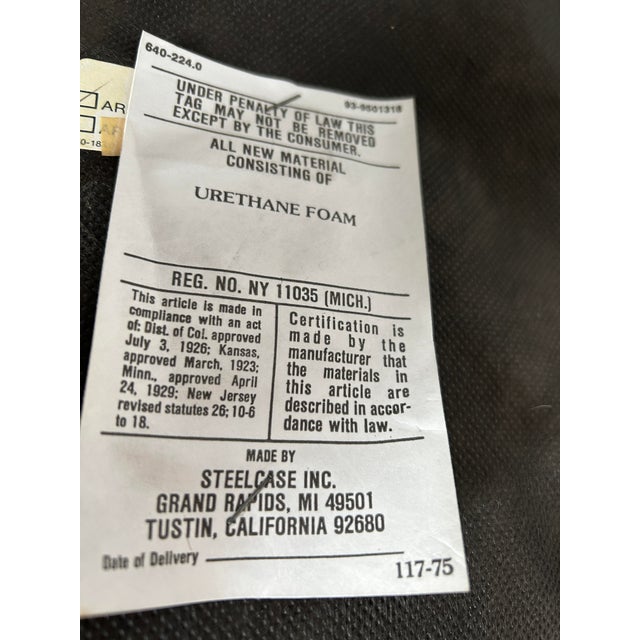 640-224.0
93-9501318
UNDER PENALTY OF LAW THIS
TAG MAY NOT BE REMOVED
EXCEPT BY THE CONSUMER.
ALL NEW MATERIAL
CONSISTING OF
URETHANE FOAM
REG. NO. NY 11035 (MICH.)
This article is made in
compliance with an act
of: Dist. of Col. approved
July 3, 1926; Kansas,
approved March, 1923;
Minn., approved April
24, 1929; New Jersey
revised statutes 26; 10-6
to 18.
Certification is
made by the
manufacturer that
the materials in
this article are
described in accor-
dance with law.
MADE BY
STEELCASE INC.
GRAND RAPIDS, MI 49501
TUSTIN, CALIFORNIA 92680
Date of Delivery
117-75
AR